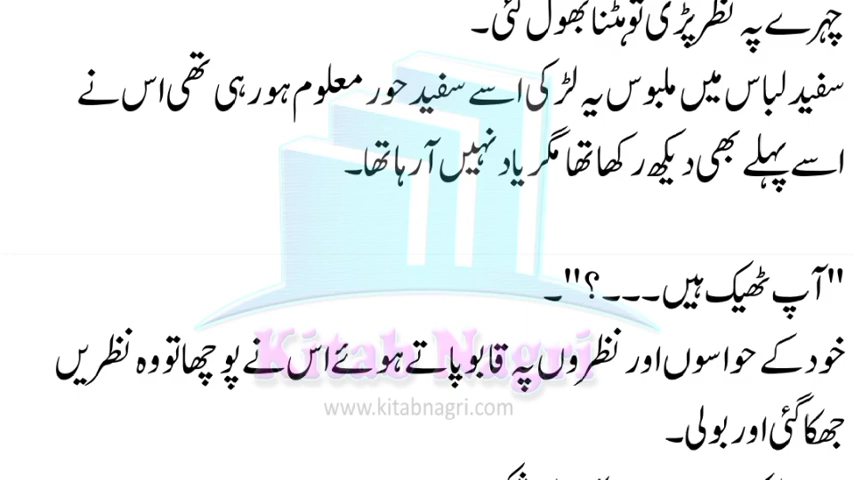 چہرے پہ نظر پڑی تو ہٹنا بھول گئی۔
سفید لباس میں ملبوس یہ لڑکی اسے سفید حور معلوم ہو رہی تھی اس نے
اسے پہلے بھی دیکھ رکھا تھا مگر یاد نہیں آ رہا تھا۔
"آپ ٹھیک ہیں ۔۔۔۔؟"۔
خود کے حواسوں اور نظروں پہ قابو پاتے ہوئے اس نے پوچھا تو وہ نظریں
جھکا گئی اور بولی۔
Kitab Nagri
www.kitabnagri.com